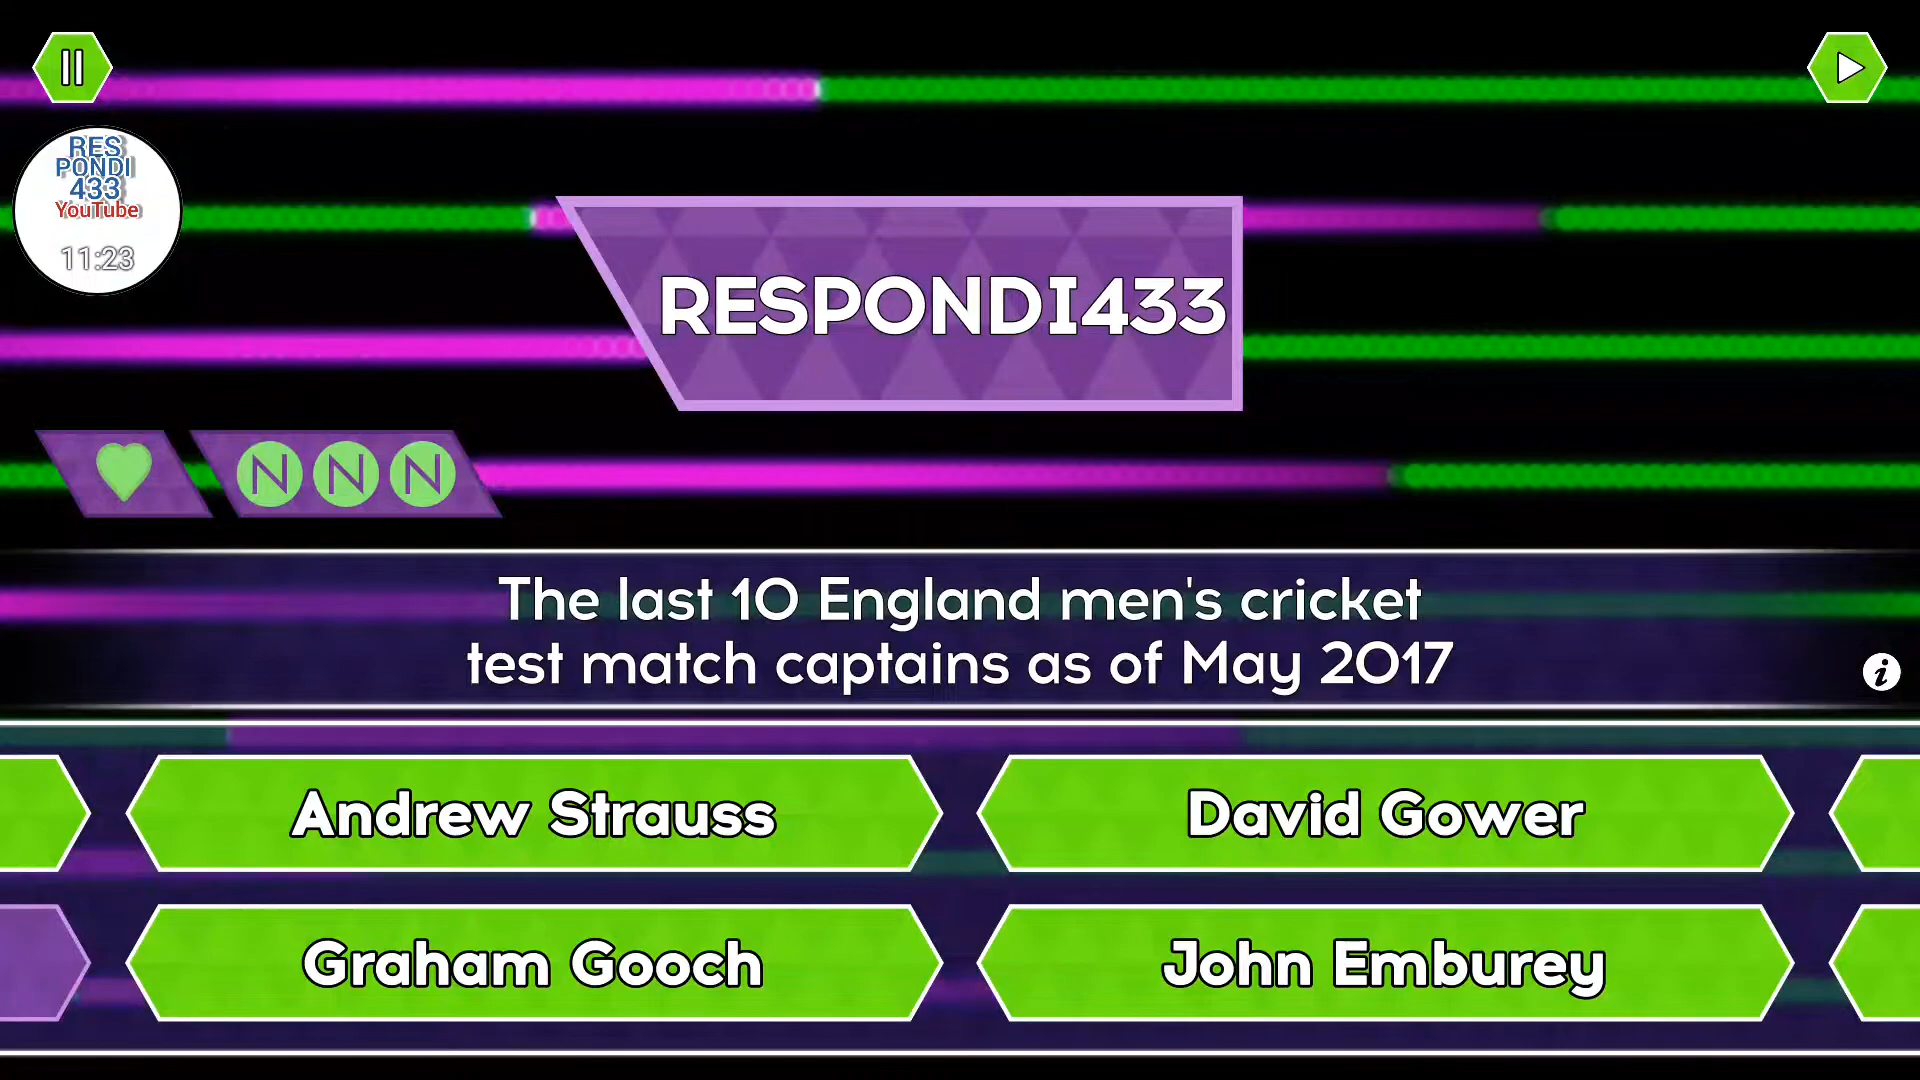 RES
PONDI
433
YouTube
11:23
RESPONDI433
N N N
The last 10 England men's cricket
test match captains as of May 2017
i
Andrew Strauss
David Gower
Graham Gooch
John Emburey